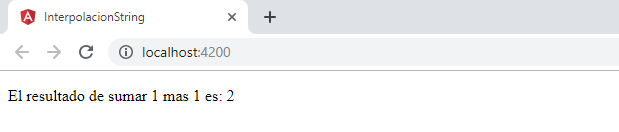 InterpolacionString
localhost:4200
El resultado de sumar 1 mas 1 es: 2